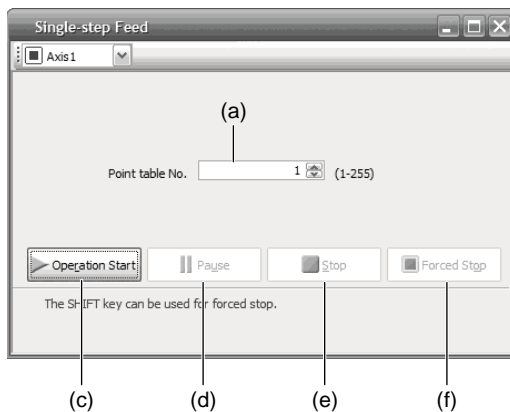 Single-step Feed
Axis1
(a)
Point table No. 1 (1-255)
Operation Start Pause Stop Forced Stop
The SHIFT key can be used for forced stop.
(c) (d) (e) (f)